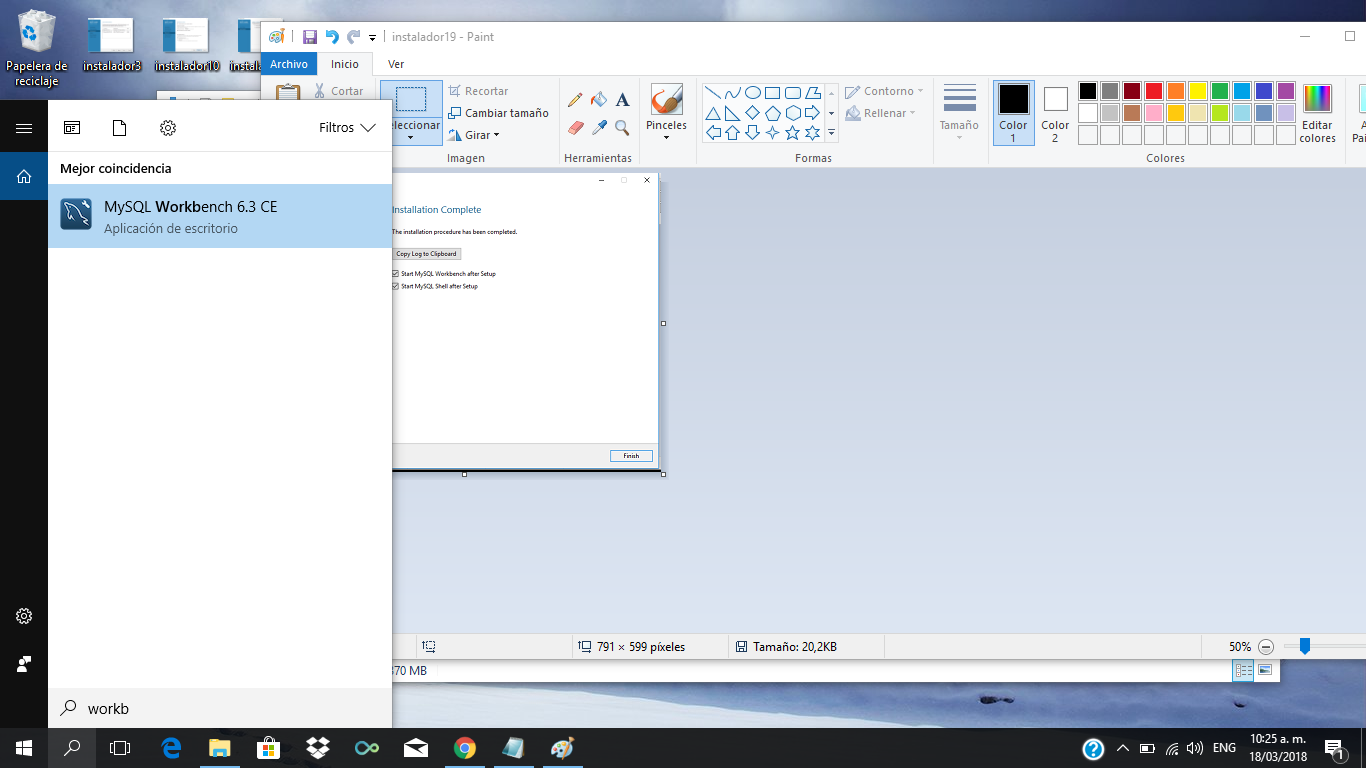 Papelera de
reciclaje
instalador3
instalador10
instala
instalador19 - Paint
Archivo
Inicio
Ver
Cortar
eleccionar
Recortar
Cambiar tamaño
Girar
Imagen
A
Herramientas
Pinceles
Contorno
Rellenar
Formas
Tamaño
Color
1
Color
2
Editar
colores
Colores
A
Pai
Filtros
Mejor coincidencia
MySQL Workbench 6.3 CE
Aplicación de escritorio
Installation Complete
The installation procedure has been completed.
Copy Log to Clipboard
Start MySQL Workbench after Setup
Start MySQL Shell after Setup
Finish
791 × 599 píxeles
Tamaño: 20,2KB
50%
370 MB
workb
ENG
10:25 a. m.
18/03/2018
1